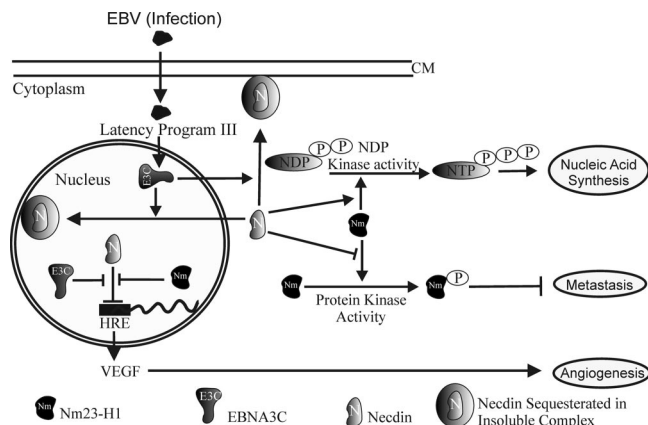 EBV (Infection)
CM
Cytoplasm
N
Latency Program III
P P NDP
NDP Kinase activity
P P P
NTP
Nucleic Acid
Synthesis
Nucleus
E3C
N
N
Nm
N
E3C
Nm
Nm
Nm P
Metastasis
Protein Kinase
Activity
HRE
VEGF
Angiogenesis
Nm
Nm23-H1
E3C
EBNA3C
N
Necdin
N
Necdin Sequesterated in
Insoluble Complex